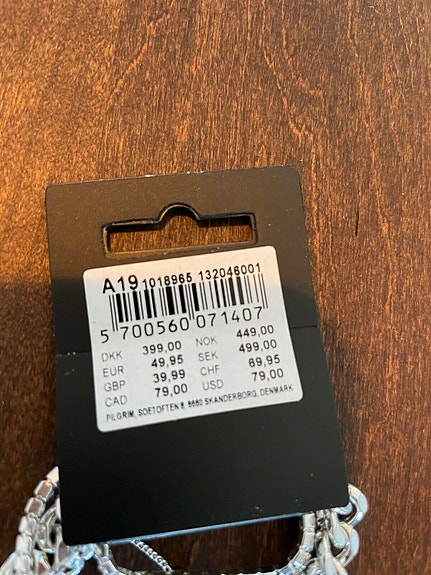 A19 1018965 132046001
5 700560 071407
DKK 399,00 NOK 449,00
EUR 49,95 SEK 499,00
GBP 39,99 CHF 69,95
CAD 79,00 USD 79,00
PILGRIM, SOETOFTEN 8, 8660 SKANDERBORG, DENMARK